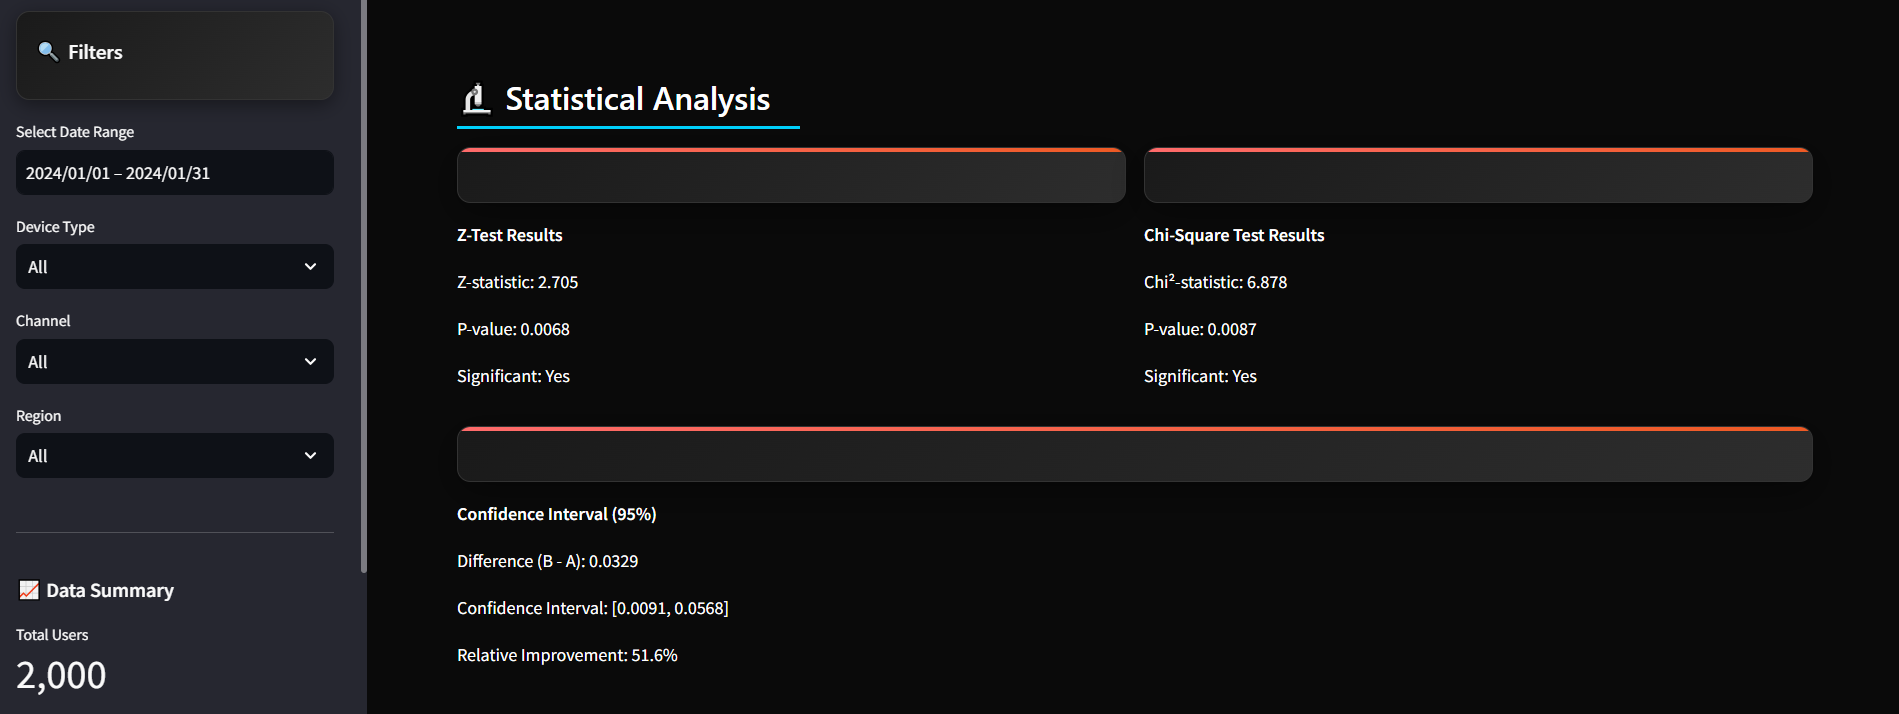 Filters
Select Date Range
2024/01/01 – 2024/01/31
Device Type
All
Channel
All
Region
All
Data Summary
Total Users
2,000
Statistical Analysis
Z-Test Results
Z-statistic: 2.705
P-value: 0.0068
Significant: Yes
Chi-Square Test Results
Chi²-statistic: 6.878
P-value: 0.0087
Significant: Yes
Confidence Interval (95%)
Difference (B - A): 0.0329
Confidence Interval: [0.0091, 0.0568]
Relative Improvement: 51.6%